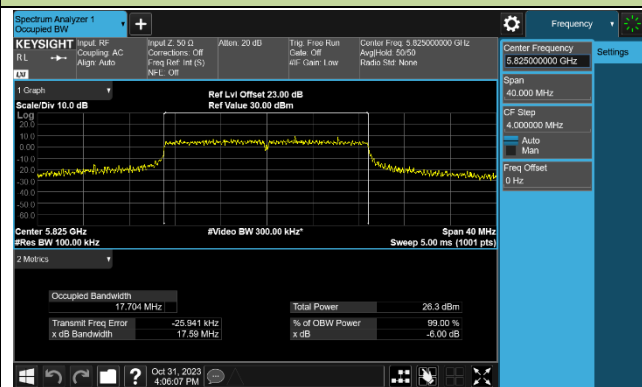 Spectrum Analyzer 1
Occupied BW
Frequency
KEYSIGHT
Input: RF
Input Z: 50 Ω
Atten: 20 dB
Trig: Free Run
Center Freq: 5.825000000 GHz
RL
Coupling: AC
Corrections: Off
Gate: Off
Avg|Hold: 50/50
Align: Auto
Freq Ref: Int (S)
#IF Gain: Low
Radio Std: None
LXI
NFE: Off
Center Frequency
5.825000000 GHz
Settings
Span
40.000 MHz
CF Step
4.000000 MHz
Auto
Man
Freq Offset
0 Hz
1 Graph
Ref Lvl Offset 23.00 dB
Scale/Div 10.0 dB
Ref Value 30.00 dBm
Log
20.0
10.0
0.00
-10.0
-20.0
-30.0
-40.0
-50.0
-60.0
Center 5.825 GHz
#Video BW 300.00 kHz*
Span 40 MHz
#Res BW 100.00 kHz
Sweep 5.00 ms (1001 pts)
2 Metrics
Occupied Bandwidth
17.704 MHz
Total Power
26.3 dBm
Transmit Freq Error
-25.941 kHz
% of OBW Power
99.00 %
x dB Bandwidth
17.59 MHz
x dB
-6.00 dB
?
Oct 31, 2023
4:06:07 PM